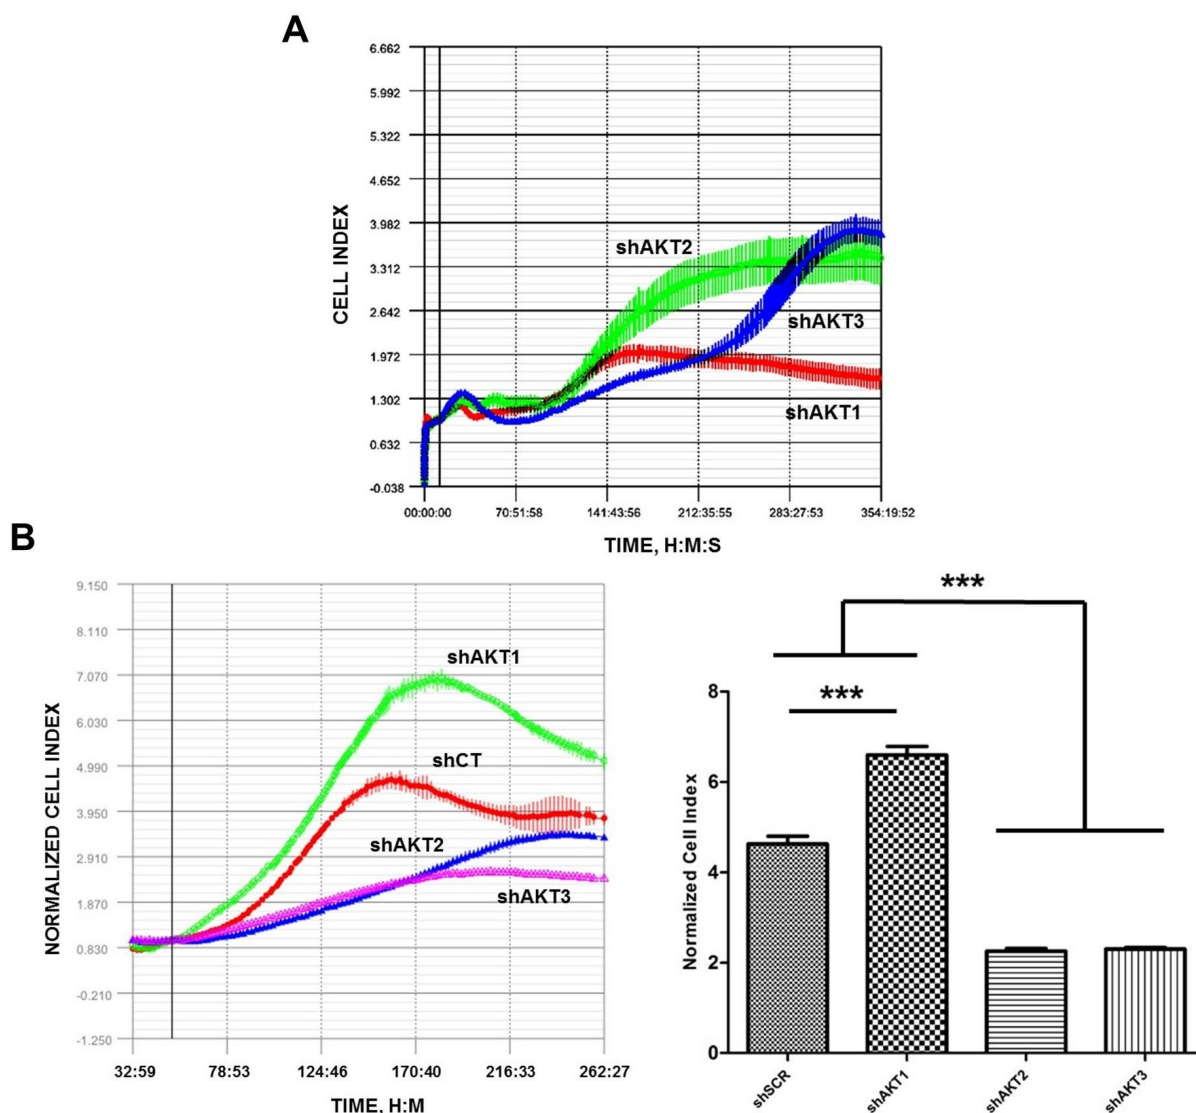 A
CELL INDEX
6.662
5.992
5.322
4.652
3.982
3.312
2.642
1.972
1.302
0.632
-0.038
shAKT2
shAKT3
shAKT1
00:00:00 70:51:58 141:43:56 212:35:55 283:27:53 354:19:52
TIME, H:M:S
B
NORMALIZED CELL INDEX
9.150
8.110
7.070
6.030
4.990
3.950
2.910
1.870
0.830
-0.210
-1.250
shAKT1
shCT
shAKT2
shAKT3
32:59 78:53 124:46 170:40 216:33 262:27
TIME, H:M
***
***
Normalized Cell Index
8
6
4
2
0
shSCR shAKT1 shAKT2 shAKT3